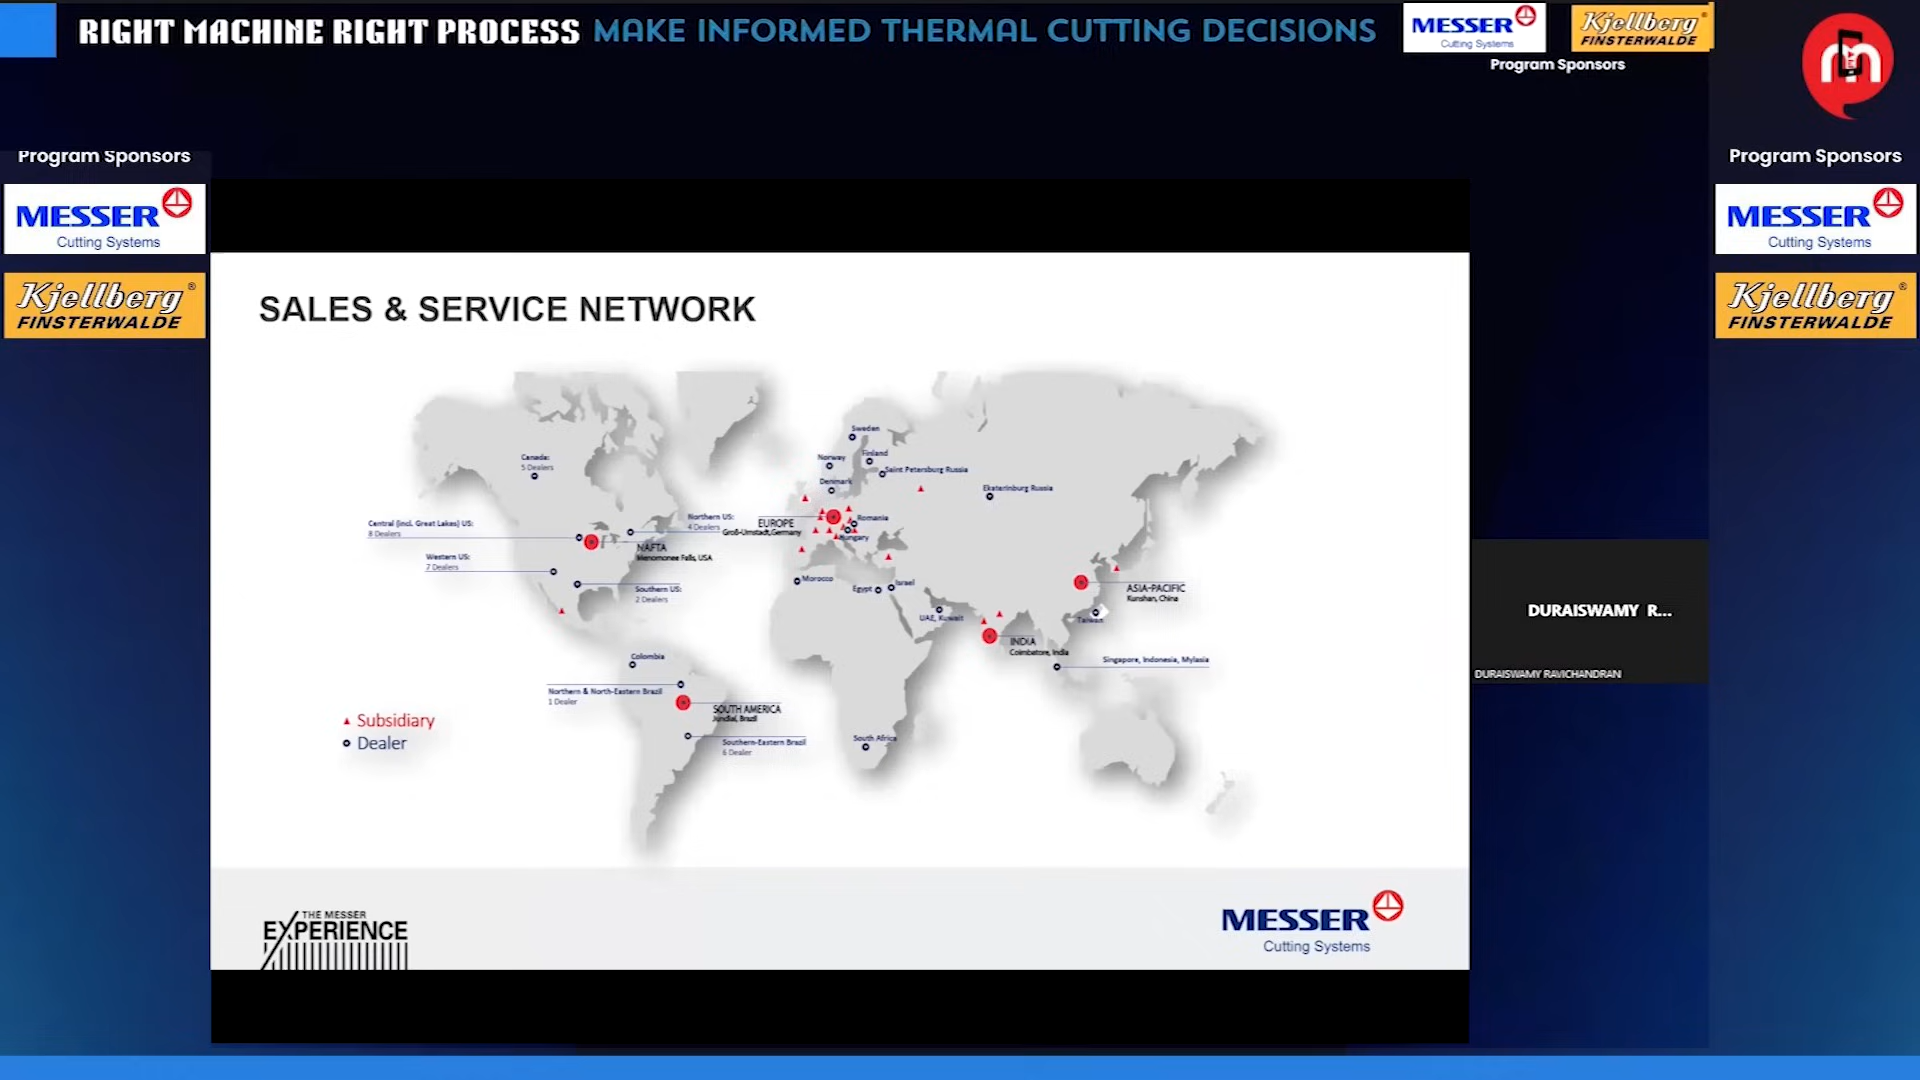 RIGHT MACHINE RIGHT PROCESS MAKE INFORMED THERMAL CUTTING DECISIONS
MESSER
Cutting Systems
Kjellberg®
FINSTERWALDE
Program Sponsors
m
Program Sponsors
MESSER
Cutting Systems
Kjellberg®
FINSTERWALDE
Program Sponsors
MESSER
Cutting Systems
Kjellberg®
FINSTERWALDE
SALES & SERVICE NETWORK
Sweden
Canada:
5 Dealers
Norway
Finland
Saint Petersburg Russia
Denmark
Ekaterinburg Russia
Central (incl. Great Lakes) US:
8 Dealers
Northern US:
4 Dealers
EUROPE
Groß-Umstadt,Germany
Romania
Hungary
NAFTA
Menomonee Falls, USA
Western US:
7 Dealers
Southern US:
2 Dealers
Morocco
Egypt
Israel
ASIA-PACIFIC
Kunshan, China
UAE, Kuwait
Taiwan
INDIA
Coimbatore, India
Colombia
Singapore, Indonesia, Mylasia
Northern & North-Eastern Brazil
1 Dealer
SOUTH AMERICA
Jundiai, Brazil
Southern-Eastern Brazil
6 Dealer
South Africa
Subsidiary
Dealer
THE MESSER
EXPERIENCE
MESSER
Cutting Systems
DURAISWAMY R...
DURAISWAMY RAVICHANDRAN